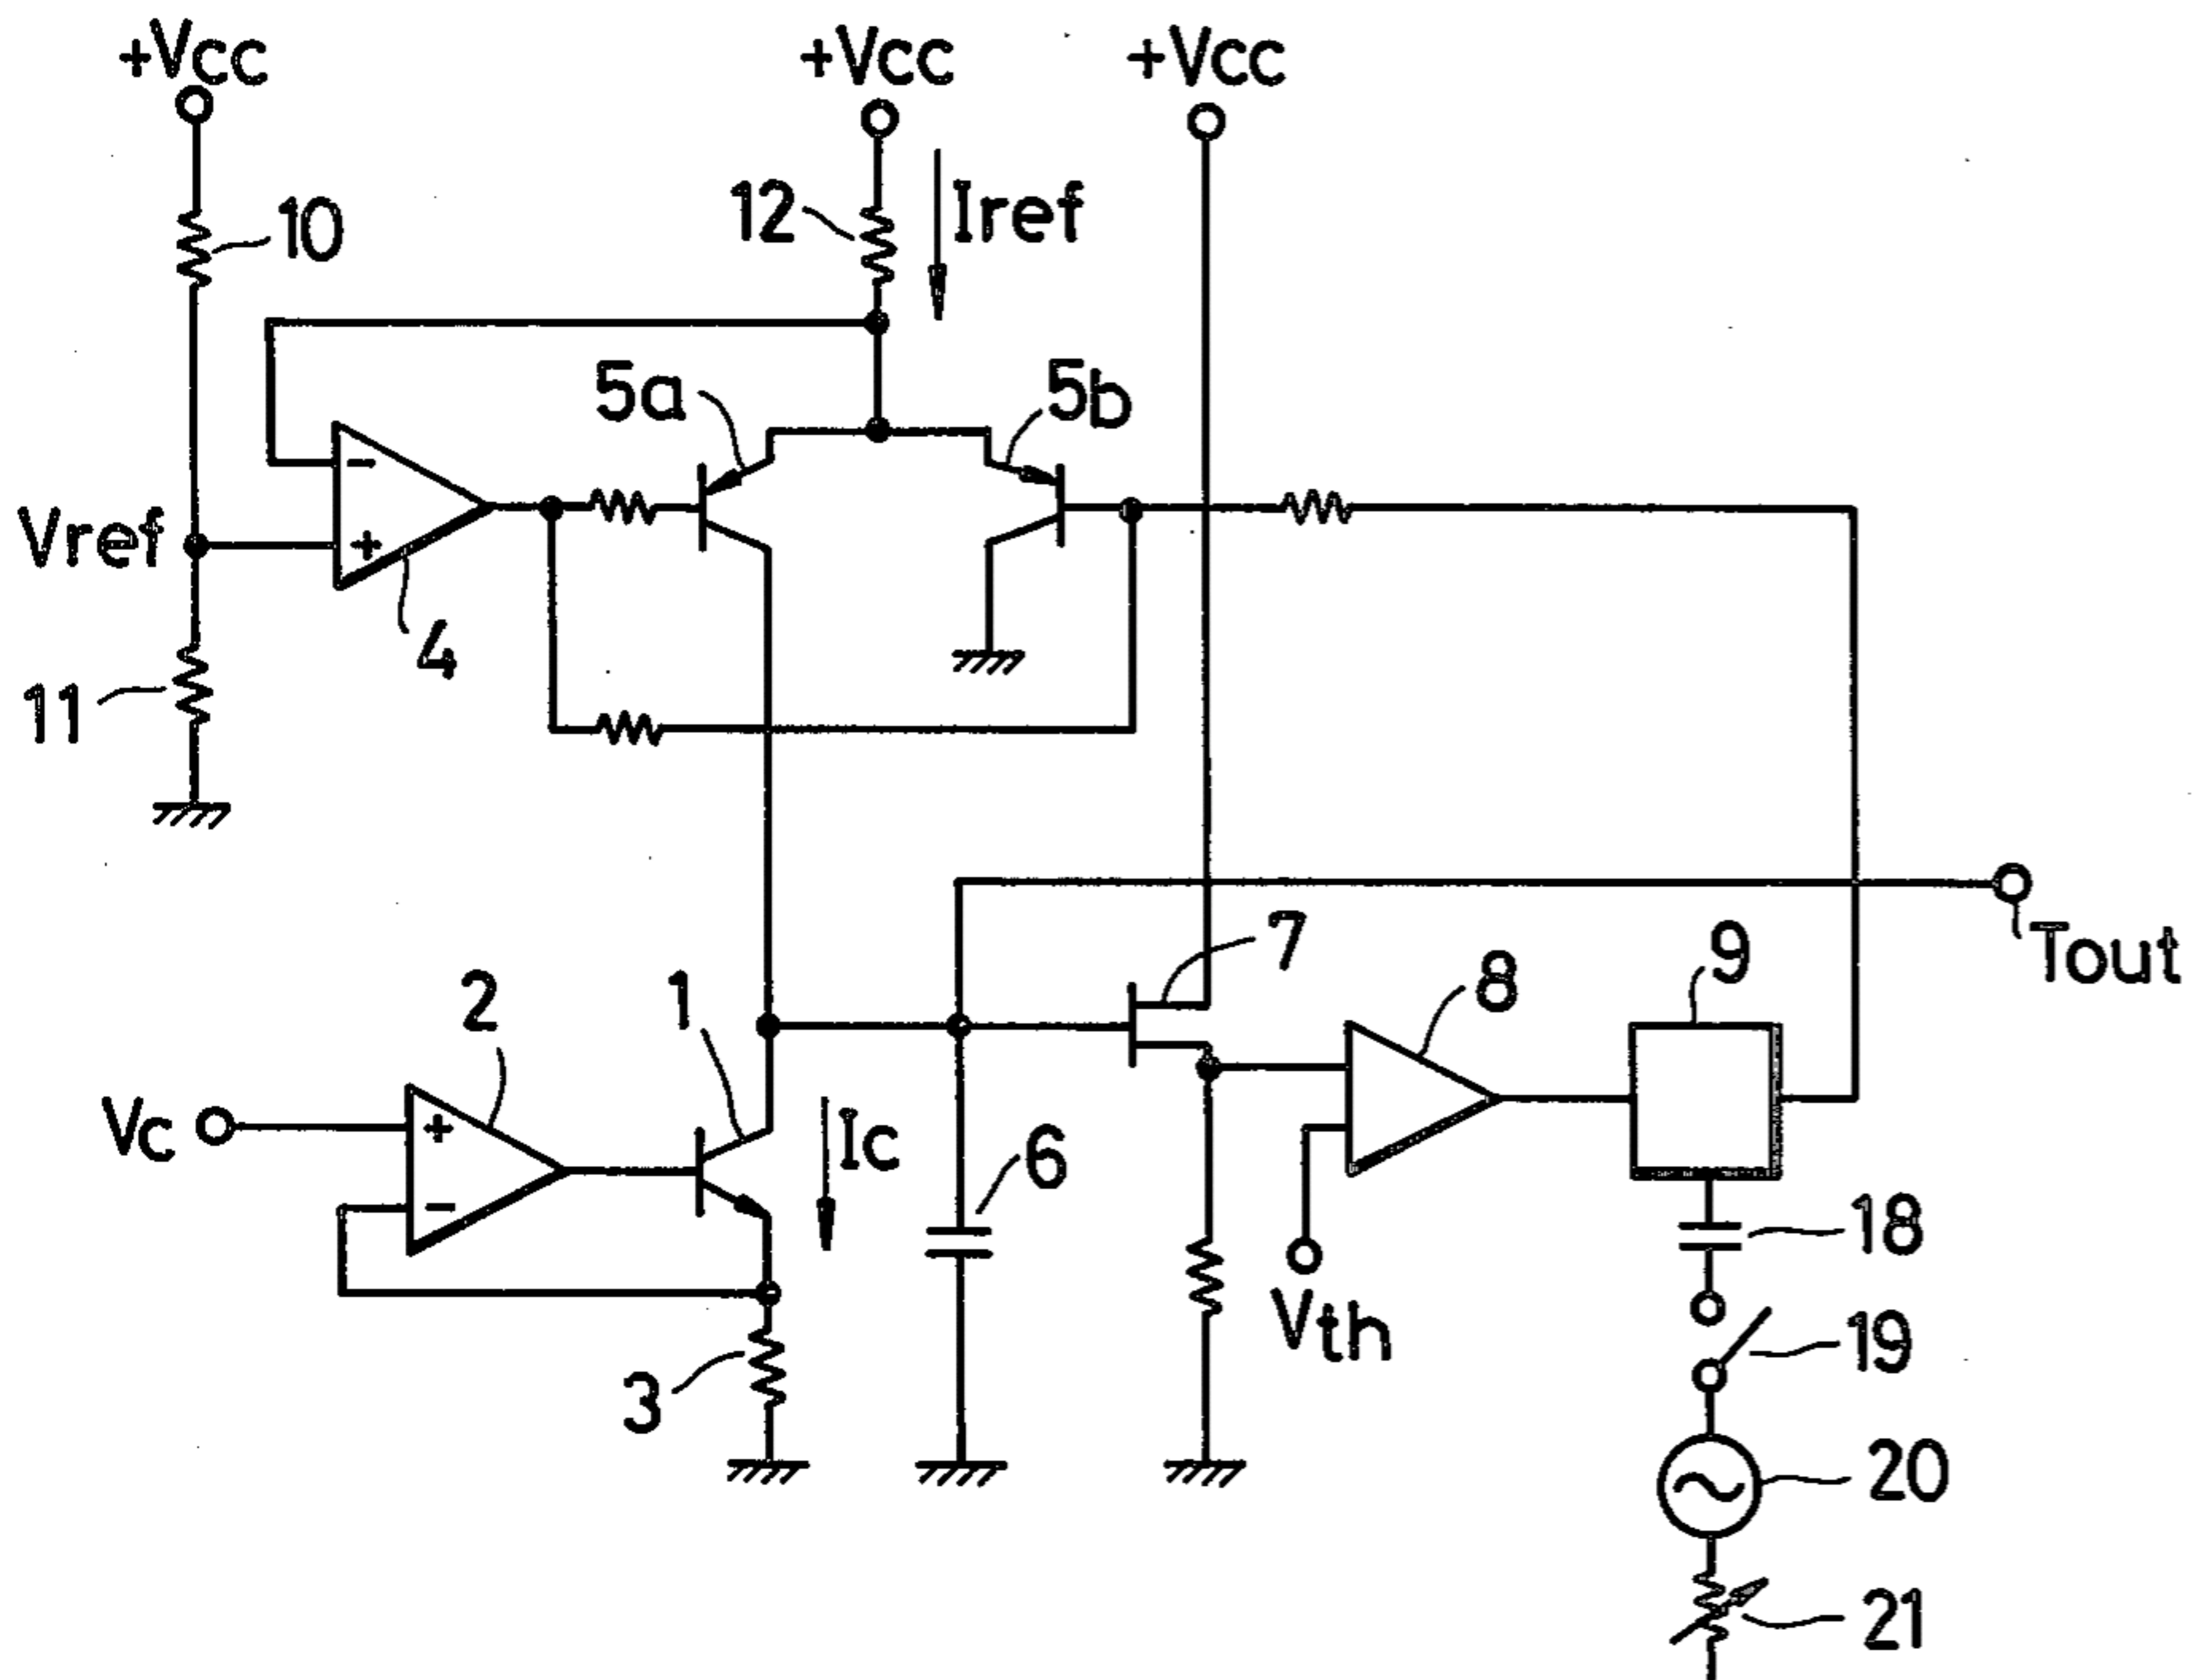 +Vcc +Vcc +Vcc
10
12
Iref
5a
5b
-
Vref
+
4
11
Tout
7
9
8
2
1
Vc
+
Ic
6
-
18
Vth
19
3
20
21